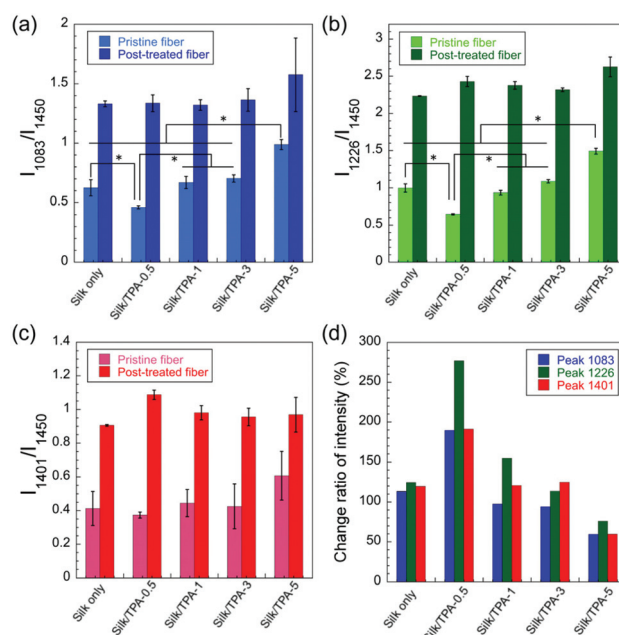 (a)
2
Pristine fiber
Post-treated fiber
1.5
1
0.5
0
I1083/I1450
*
*
*
Silk only
Silk/TPA-0.5
Silk/TPA-1
Silk/TPA-3
Silk/TPA-5
(b)
3
Pristine fiber
Post-treated fiber
2.5
2
1.5
1
0.5
0
I1226/I1450
*
*
*
Silk only
Silk/TPA-0.5
Silk/TPA-1
Silk/TPA-3
Silk/TPA-5
(c)
1.4
Pristine fiber
Post-treated fiber
1.2
1
0.8
0.6
0.4
0.2
0
I1401/I1450
Silk only
Silk/TPA-0.5
Silk/TPA-1
Silk/TPA-3
Silk/TPA-5
(d)
300
Peak 1083
Peak 1226
Peak 1401
250
200
150
100
50
0
Change ratio of intensity (%)
Silk only
Silk/TPA-0.5
Silk/TPA-1
Silk/TPA-3
Silk/TPA-5